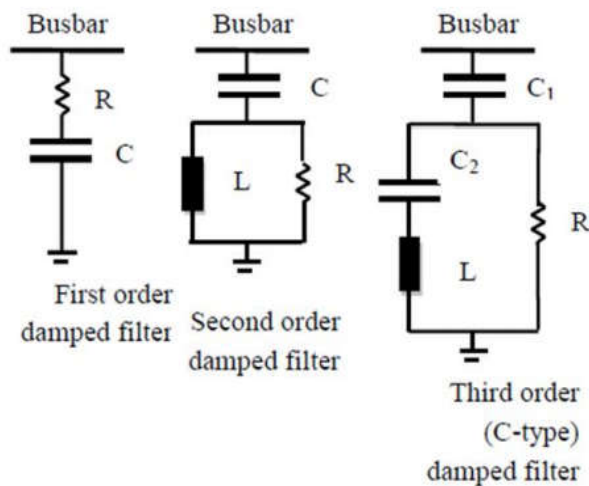 Busbar
R
C
First order
damped filter
Busbar
C
L
R
Second order
damped filter
Busbar
C₁
C₂
R
L
Third order
(C-type)
damped filter